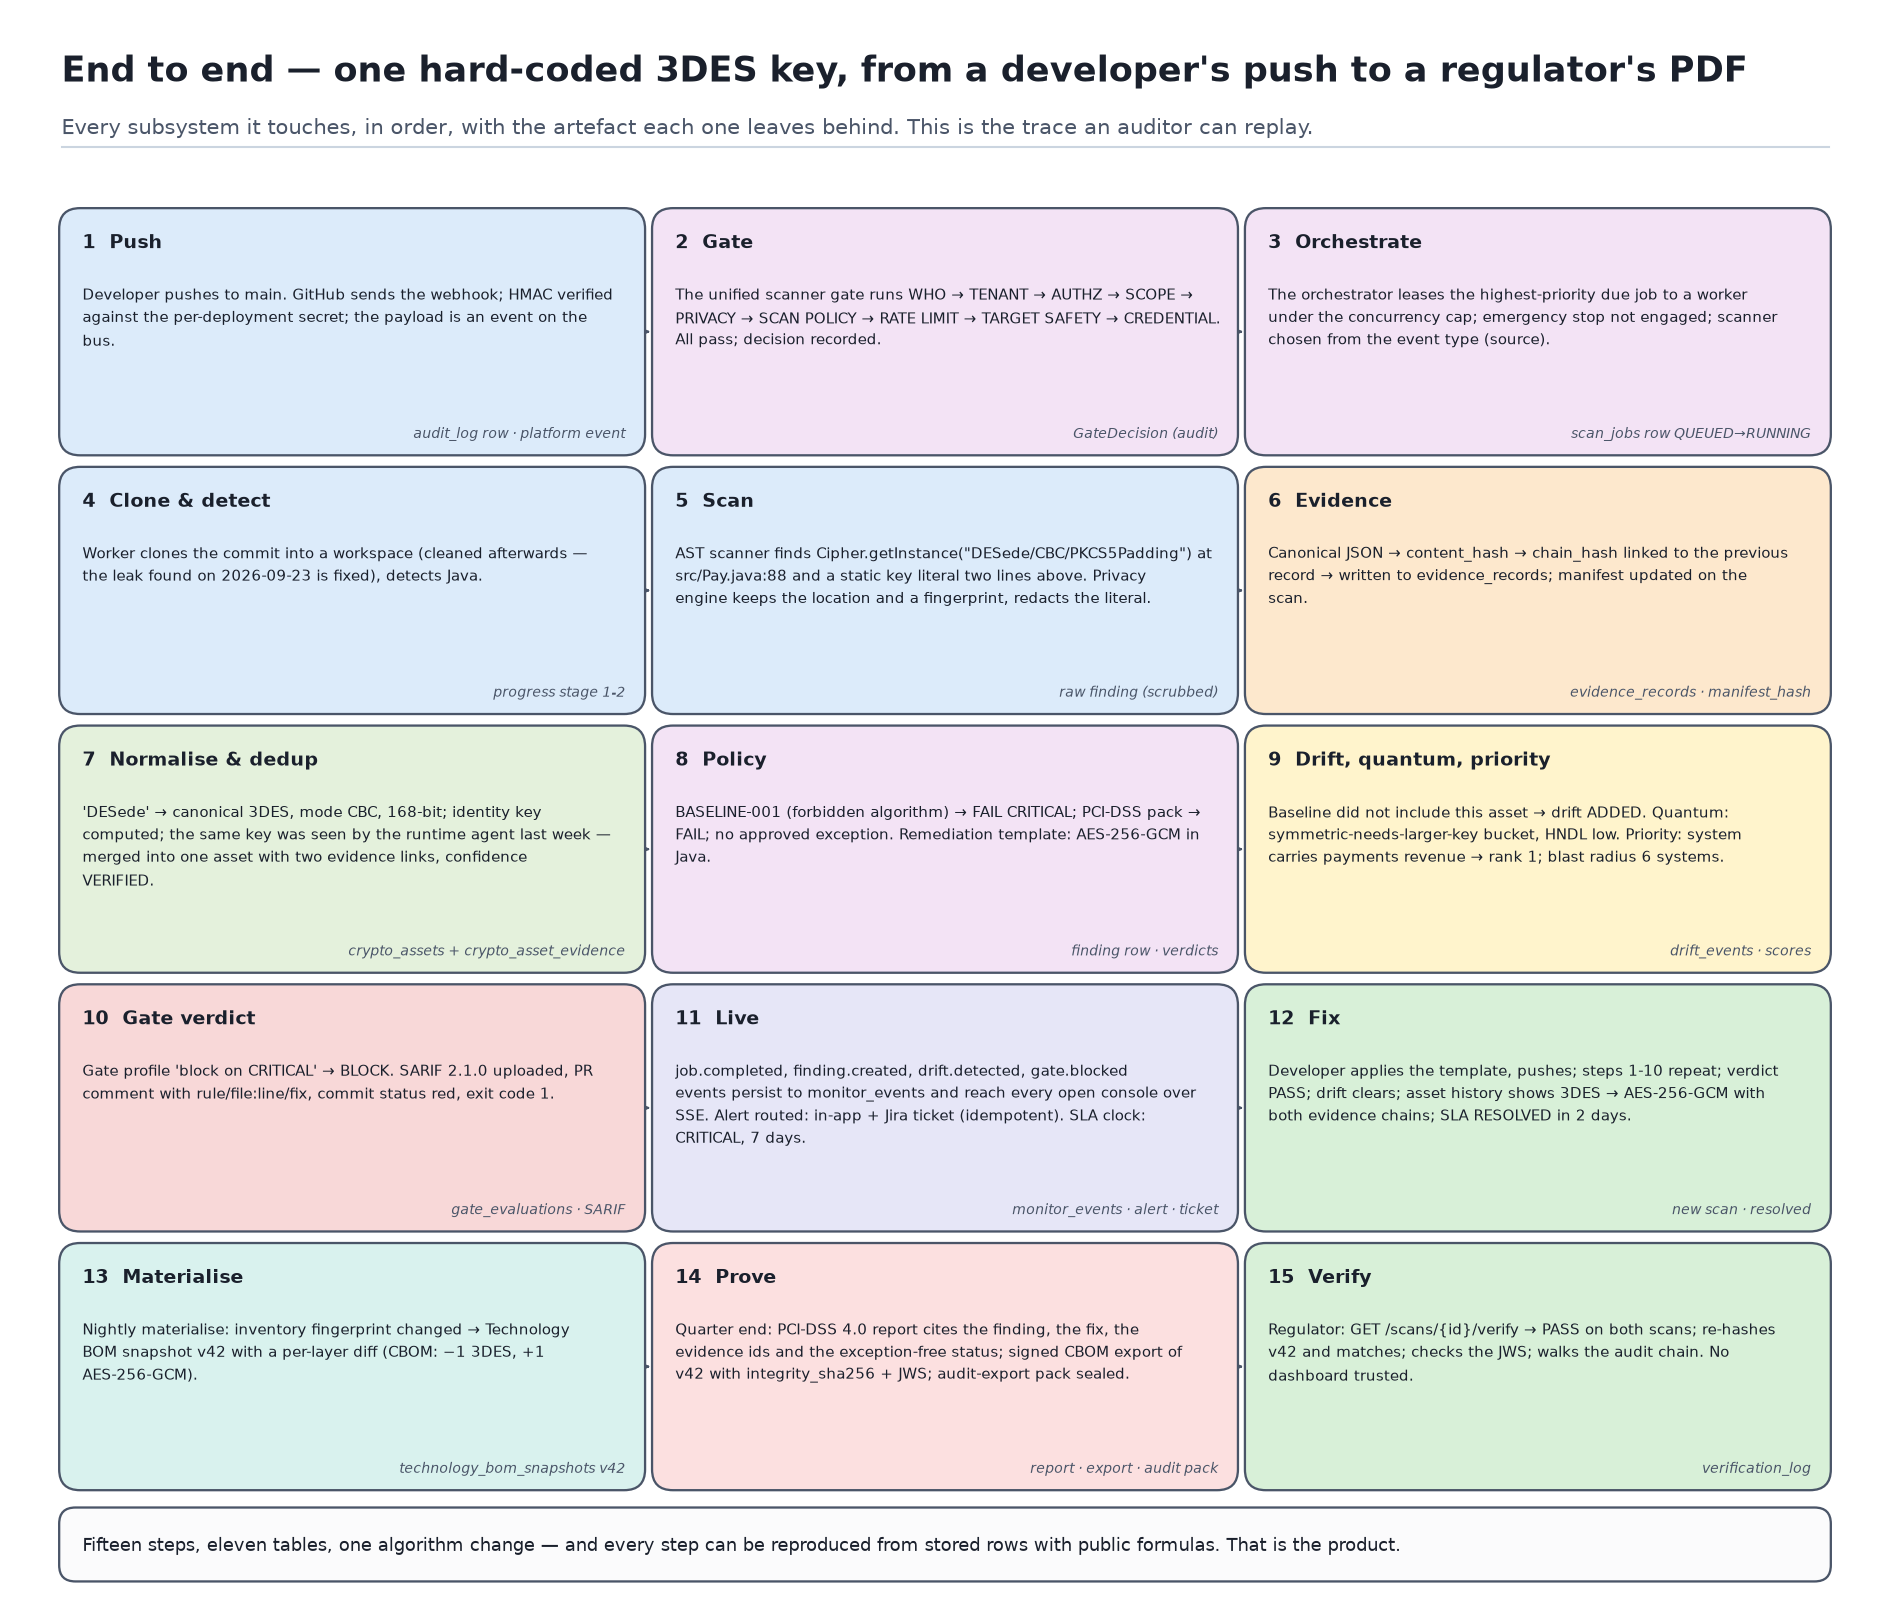 End to end — one hard-coded 3DES key, from a developer's push to a regulator's PDF
Every subsystem it touches, in order, with the artefact each one leaves behind. This is the trace an auditor can replay.
1 Push
Developer pushes to main. GitHub sends the webhook; HMAC verified
against the per-deployment secret; the payload is an event on the
bus.
audit_log row · platform event
2 Gate
The unified scanner gate runs WHO → TENANT → AUTHZ → SCOPE →
PRIVACY → SCAN POLICY → RATE LIMIT → TARGET SAFETY → CREDENTIAL.
All pass; decision recorded.
GateDecision (audit)
3 Orchestrate
The orchestrator leases the highest-priority due job to a worker
under the concurrency cap; emergency stop not engaged; scanner
chosen from the event type (source).
scan_jobs row QUEUED→RUNNING
4 Clone & detect
Worker clones the commit into a workspace (cleaned afterwards —
the leak found on 2026-09-23 is fixed), detects Java.
progress stage 1-2
5 Scan
AST scanner finds Cipher.getInstance("DESede/CBC/PKCS5Padding") at
src/Pay.java:88 and a static key literal two lines above. Privacy
engine keeps the location and a fingerprint, redacts the literal.
raw finding (scrubbed)
6 Evidence
Canonical JSON → content_hash → chain_hash linked to the previous
record → written to evidence_records; manifest updated on the
scan.
evidence_records · manifest_hash
7 Normalise & dedup
'DESede' → canonical 3DES, mode CBC, 168-bit; identity key
computed; the same key was seen by the runtime agent last week —
merged into one asset with two evidence links, confidence
VERIFIED.
crypto_assets + crypto_asset_evidence
8 Policy
BASELINE-001 (forbidden algorithm) → FAIL CRITICAL; PCI-DSS pack →
FAIL; no approved exception. Remediation template: AES-256-GCM in
Java.
finding row · verdicts
9 Drift, quantum, priority
Baseline did not include this asset → drift ADDED. Quantum:
symmetric-needs-larger-key bucket, HNDL low. Priority: system
carries payments revenue → rank 1; blast radius 6 systems.
drift_events · scores
10 Gate verdict
Gate profile 'block on CRITICAL' → BLOCK. SARIF 2.1.0 uploaded, PR
comment with rule/file:line/fix, commit status red, exit code 1.
gate_evaluations · SARIF
11 Live
job.completed, finding.created, drift.detected, gate.blocked
events persist to monitor_events and reach every open console over
SSE. Alert routed: in-app + Jira ticket (idempotent). SLA clock:
CRITICAL, 7 days.
monitor_events · alert · ticket
12 Fix
Developer applies the template, pushes; steps 1-10 repeat; verdict
PASS; drift clears; asset history shows 3DES → AES-256-GCM with
both evidence chains; SLA RESOLVED in 2 days.
new scan · resolved
13 Materialise
Nightly materialise: inventory fingerprint changed → Technology
BOM snapshot v42 with a per-layer diff (CBOM: −1 3DES, +1
AES-256-GCM).
technology_bom_snapshots v42
14 Prove
Quarter end: PCI-DSS 4.0 report cites the finding, the fix, the
evidence ids and the exception-free status; signed CBOM export of
v42 with integrity_sha256 + JWS; audit-export pack sealed.
report · export · audit pack
15 Verify
Regulator: GET /scans/{id}/verify → PASS on both scans; re-hashes
v42 and matches; checks the JWS; walks the audit chain. No
dashboard trusted.
verification_log
Fifteen steps, eleven tables, one algorithm change — and every step can be reproduced from stored rows with public formulas. That is the product.